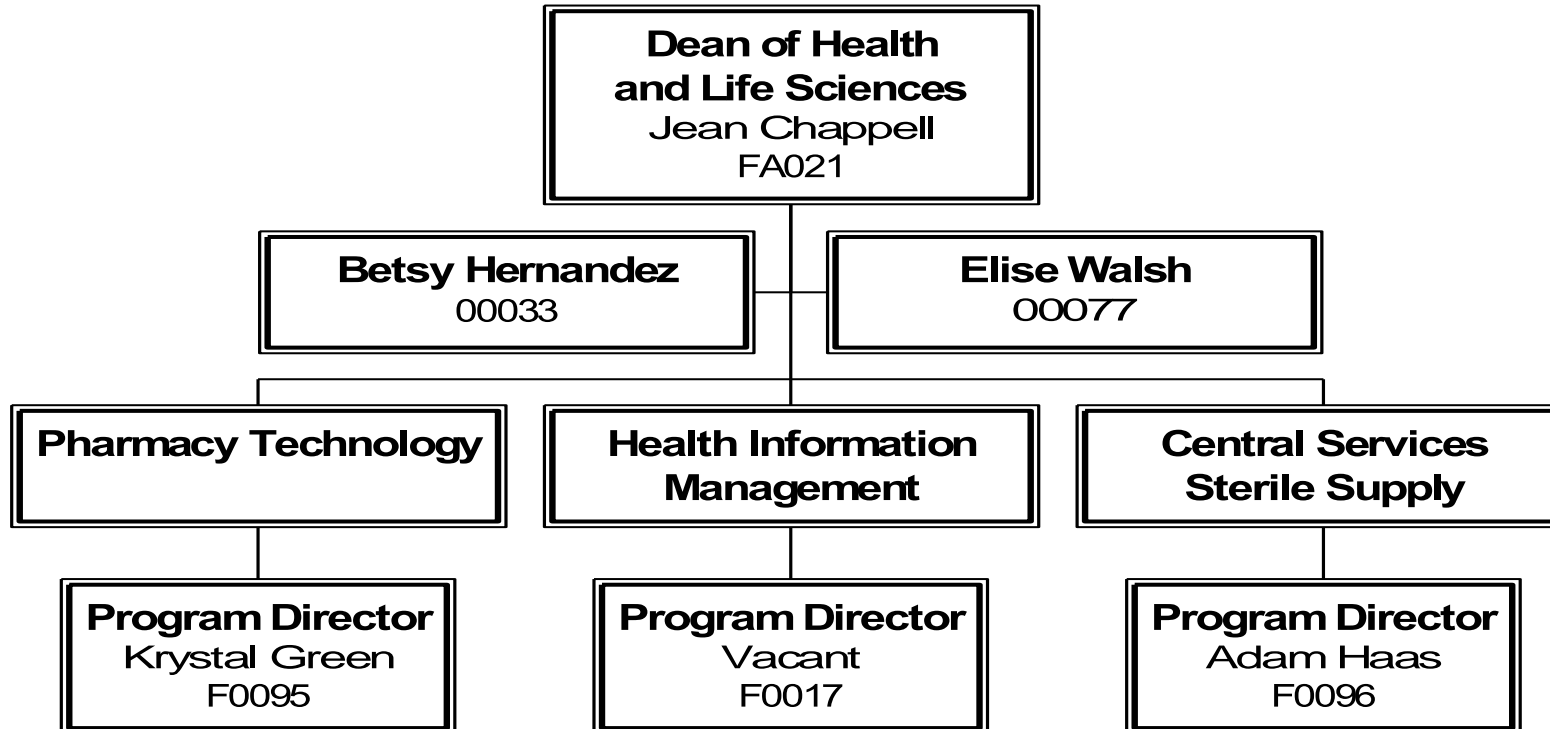 Dean of Health
and Life Sciences
Jean Chappell
FA021
Betsy Hernandez
00033
Elise Walsh
00077
Pharmacy Technology
Health Information
Management
Central Services
Sterile Supply
Program Director
Krystal Green
F0095
Program Director
Vacant
F0017
Program Director
Adam Haas
F0096